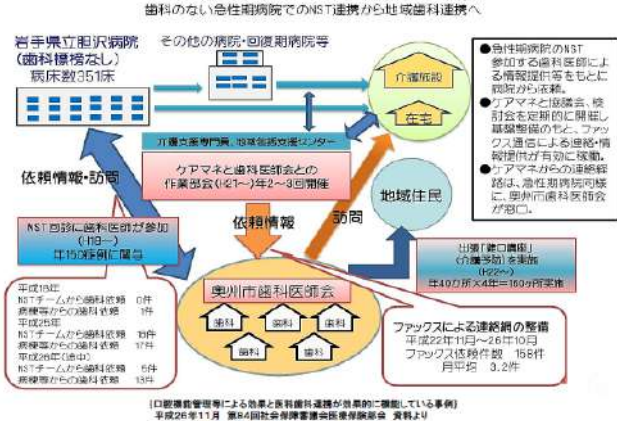 歯科のない急性期病院でのNST連携から地域歯科連携へ
岩手県立胆沢病院
(歯科標榜なし)
病床数351床
その他の病院・回復期病院等
介護施設
在宅
●急性期病院のNST
参加する歯科医師によ
る情報提供等をもとに
病院から依頼。
●ケアマネと協議会、検
討会を定期的に開催し
基盤整備のもと、ファッ
クス通信による連絡・情
報提供が有効に稼働。
●ケアマネからの連絡経
路は、急性期病院同様
に、奥州市歯科医師会
が窓口。
介護支援専門員、地域包括支援センター
ケアマネと歯科医師会との
作業部会(H21~)年2~3回開催
依頼情報・訪問
依頼情報
訪問
地域住民
NST回診に歯科医師が参加
(H18~)
年150症例に関与
出張「健口講座」
(介護予防)を実施
(H22~)
年40カ所×4年=160ヶ所実施
平成18年
NSTチームから歯科依頼 0件
病棟等からの歯科依頼 1件
平成25年
NSTチームから歯科依頼 18件
病棟等からの歯科依頼 17件
平成26年(途中)
NSTチームから歯科依頼 5件
病棟等からの歯科依頼 13件
奥州市歯科医師会
歯科 歯科 歯科
歯科 歯科
ファックスによる連絡網の整備
平成22年11月~26年10月
ファックス依頼件数 158件
月平均 3.2件
(口腔機能管理等による効果と医科歯科連携が効果的に機能している事例)
平成26年11月 第84回社会保障審議会医療保険部会 資料より